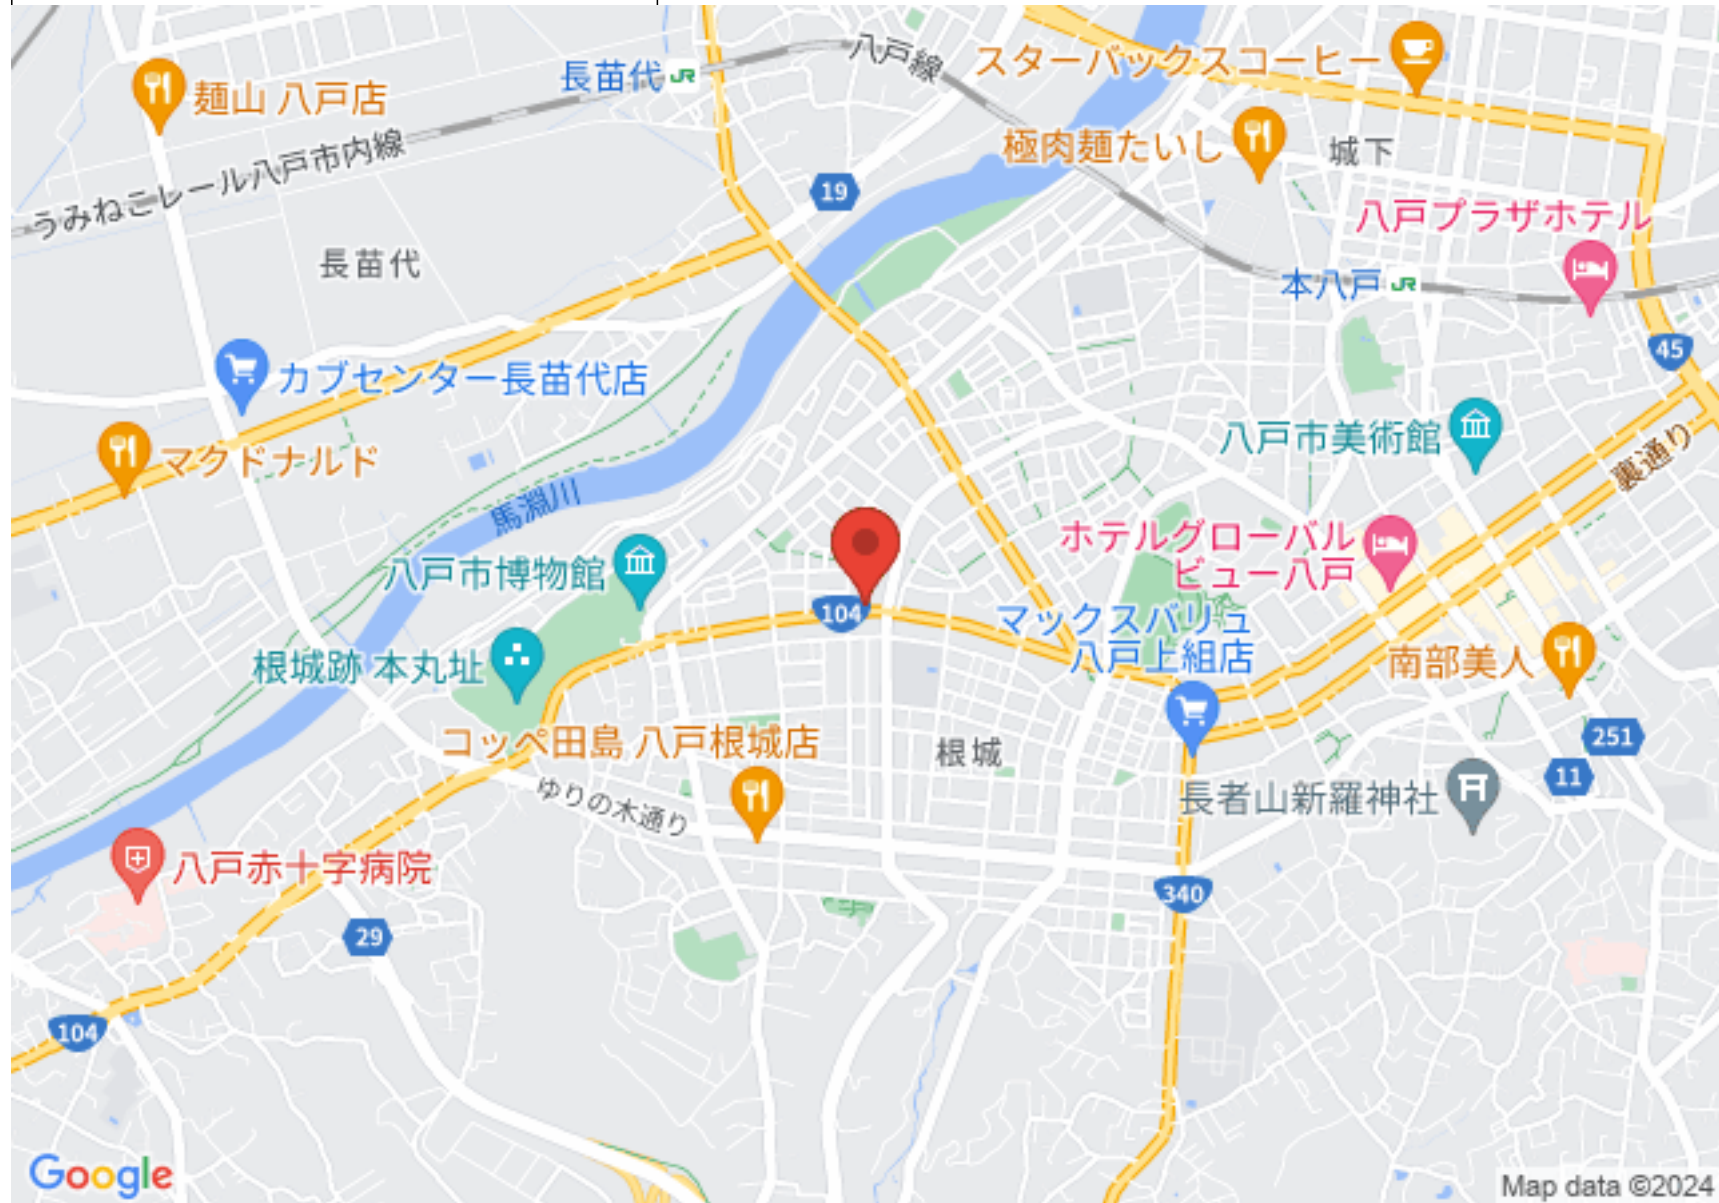 長苗代
八戸線
スターバックスコーヒー
麺山 八戸店
うみねこレール八戸市内線
極肉麺たいし
城下
19
八戸プラザホテル
長苗代
本八戸
45
カブセンター長苗代店
マクドナルド
八戸市美術館
裏通り
馬淵川
八戸市博物館
ホテルグローバル
ビュー八戸
104
マックスバリュ
八戸上組店
根城跡 本丸址
南部美人
コッペ田島 八戸根城店
根城
251
11
ゆりの木通り
長者山新羅神社
八戸赤十字病院
340
29
104
Google
Map data ©2024